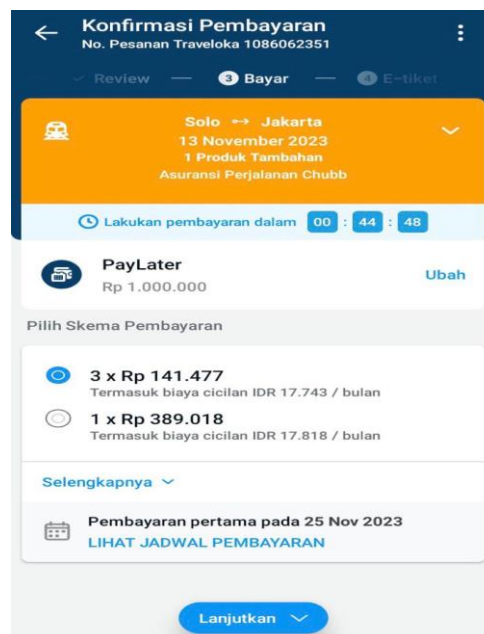 Konfirmasi Pembayaran
No. Pesanan Traveloka 1086062351
Review
3 Bayar
4 E-tiket
Solo ↔ Jakarta
13 November 2023
1 Produk Tambahan
Asuransi Perjalanan Chubb
Lakukan pembayaran dalam 00 : 44 : 48
PayLater
Rp 1.000.000
Ubah
Pilih Skema Pembayaran
3 x Rp 141.477
Termasuk biaya cicilan IDR 17.743 / bulan
1 x Rp 389.018
Termasuk biaya cicilan IDR 17.818 / bulan
Selengkapnya
Pembayaran pertama pada 25 Nov 2023
LIHAT JADWAL PEMBAYARAN
Lanjutkan